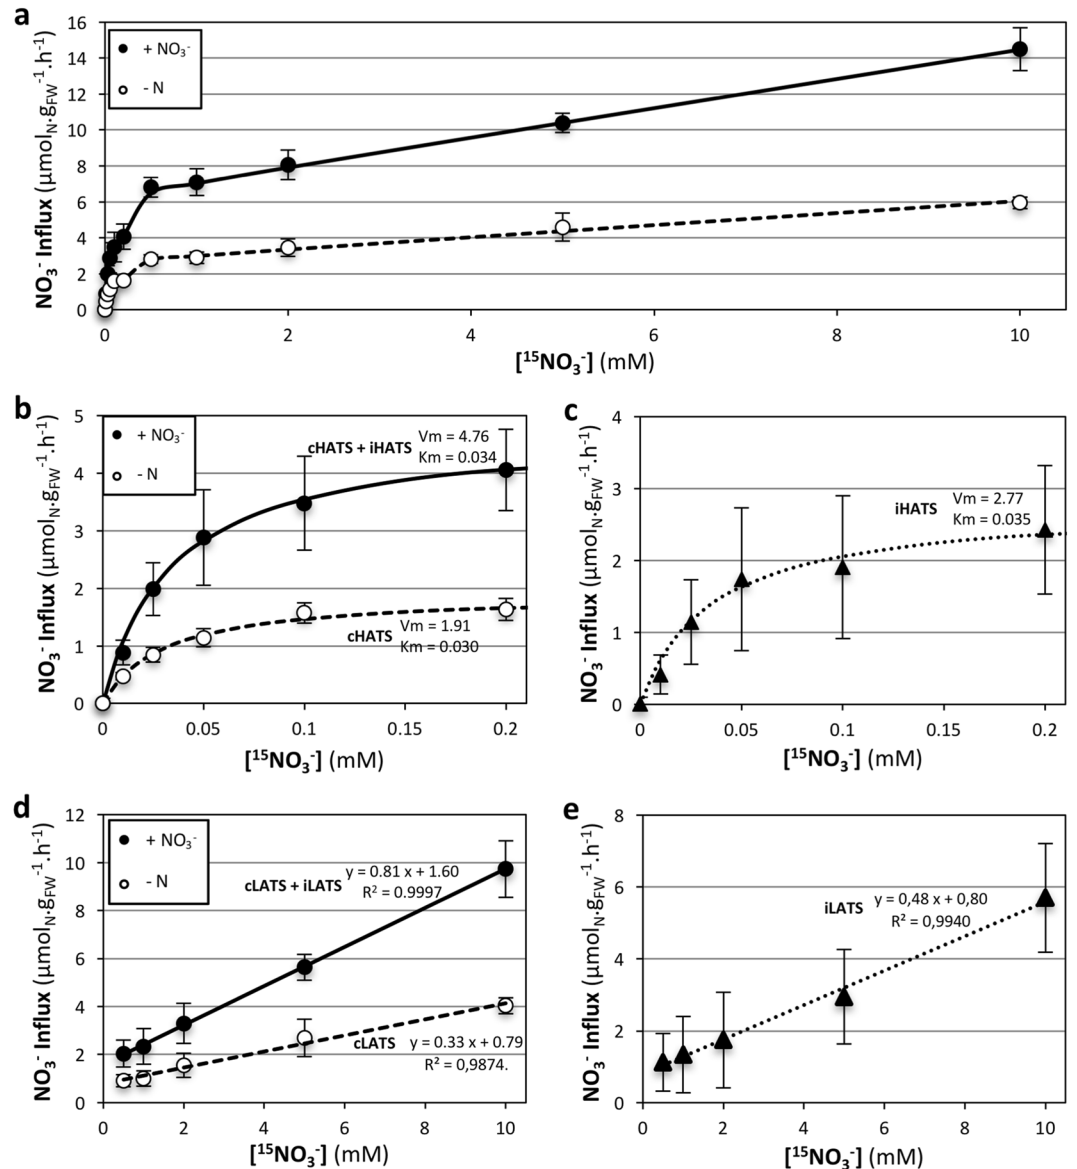 a
16
14
12
10
8
6
4
2
0
NO₃⁻ Influx (µmolN.gFW⁻¹.h⁻¹)
+ NO₃⁻
- N
0
2
4
6
8
10
[¹⁵NO₃⁻] (mM)
b
5
4
3
2
1
0
NO₃⁻ Influx (µmolN.gFW⁻¹.h⁻¹)
+ NO₃⁻
- N
cHATS + iHATS
Vm = 4.76
Km = 0.034
cHATS
Vm = 1.91
Km = 0.030
0
0.05
0.1
0.15
0.2
[¹⁵NO₃⁻] (mM)
c
4
3
2
1
0
NO₃⁻ Influx (µmolN.gFW⁻¹.h⁻¹)
iHATS
Vm = 2.77
Km = 0.035
0
0.05
0.1
0.15
0.2
[¹⁵NO₃⁻] (mM)
d
12
10
8
6
4
2
0
NO₃⁻ Influx (µmolN.gFW⁻¹.h⁻¹)
+ NO₃⁻
- N
cLATS + iLATS
y = 0.81 x + 1.60
R² = 0.9997
cLATS
y = 0.33 x + 0.79
R² = 0,9874.
0
2
4
6
8
10
[¹⁵NO₃⁻] (mM)
e
8
6
4
2
0
NO₃⁻ Influx (µmolN.gFW⁻¹.h⁻¹)
iLATS
y = 0,48 x + 0,80
R² = 0,9940
0
2
4
6
8
10
[¹⁵NO₃⁻] (mM)